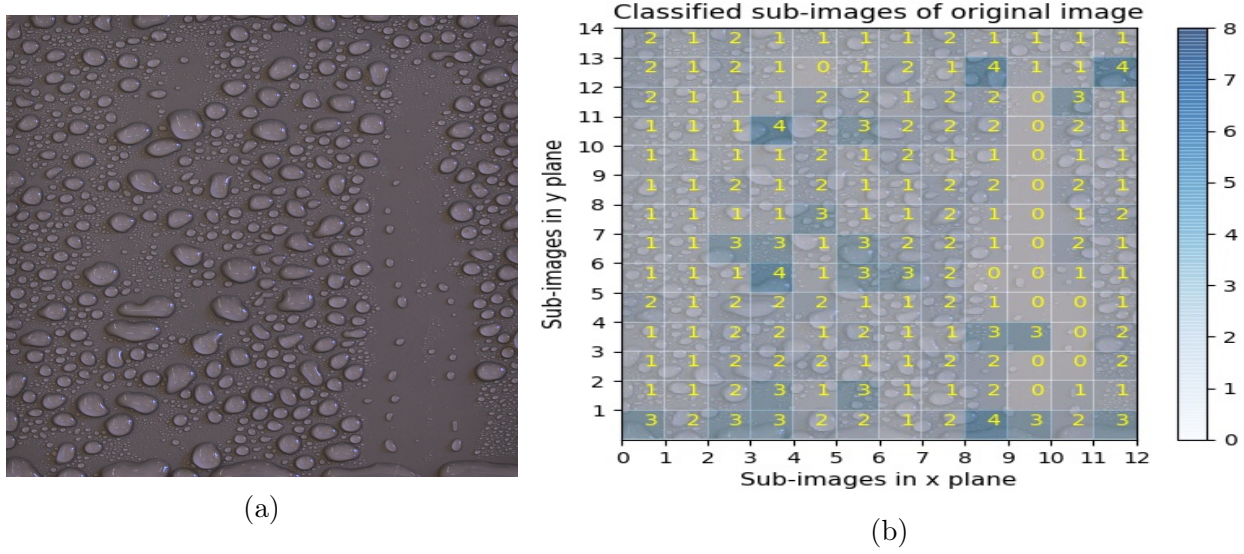 Classified sub-images of original image
14
2 1 2 1 1 1 1 2 1 1 1 1
13
2 1 2 1 0 1 2 1 4 1 1 4
12
2 1 1 1 2 2 1 2 2 0 3 1
11
1 1 1 4 2 3 2 2 2 0 2 1
10
1 1 1 1 2 1 2 1 1 0 1 1
9
1 1 2 1 2 1 1 2 2 0 2 1
8
1 1 1 1 3 1 1 2 1 0 1 2
7
1 1 3 3 1 3 2 2 1 0 2 1
6
1 1 1 4 1 3 3 2 0 0 1 1
5
2 1 2 2 2 1 1 2 1 0 0 1
4
1 1 2 2 1 2 1 1 3 3 0 2
3
1 1 2 2 2 1 1 2 2 0 0 2
2
1 1 2 3 1 3 1 1 2 0 1 1
1
3 2 3 3 2 2 1 2 4 3 2 3
0 1 2 3 4 5 6 7 8 9 10 11 12
Sub-images in x plane
Sub-images in y plane
8
7
6
5
4
3
2
1
0
(a)
(b)